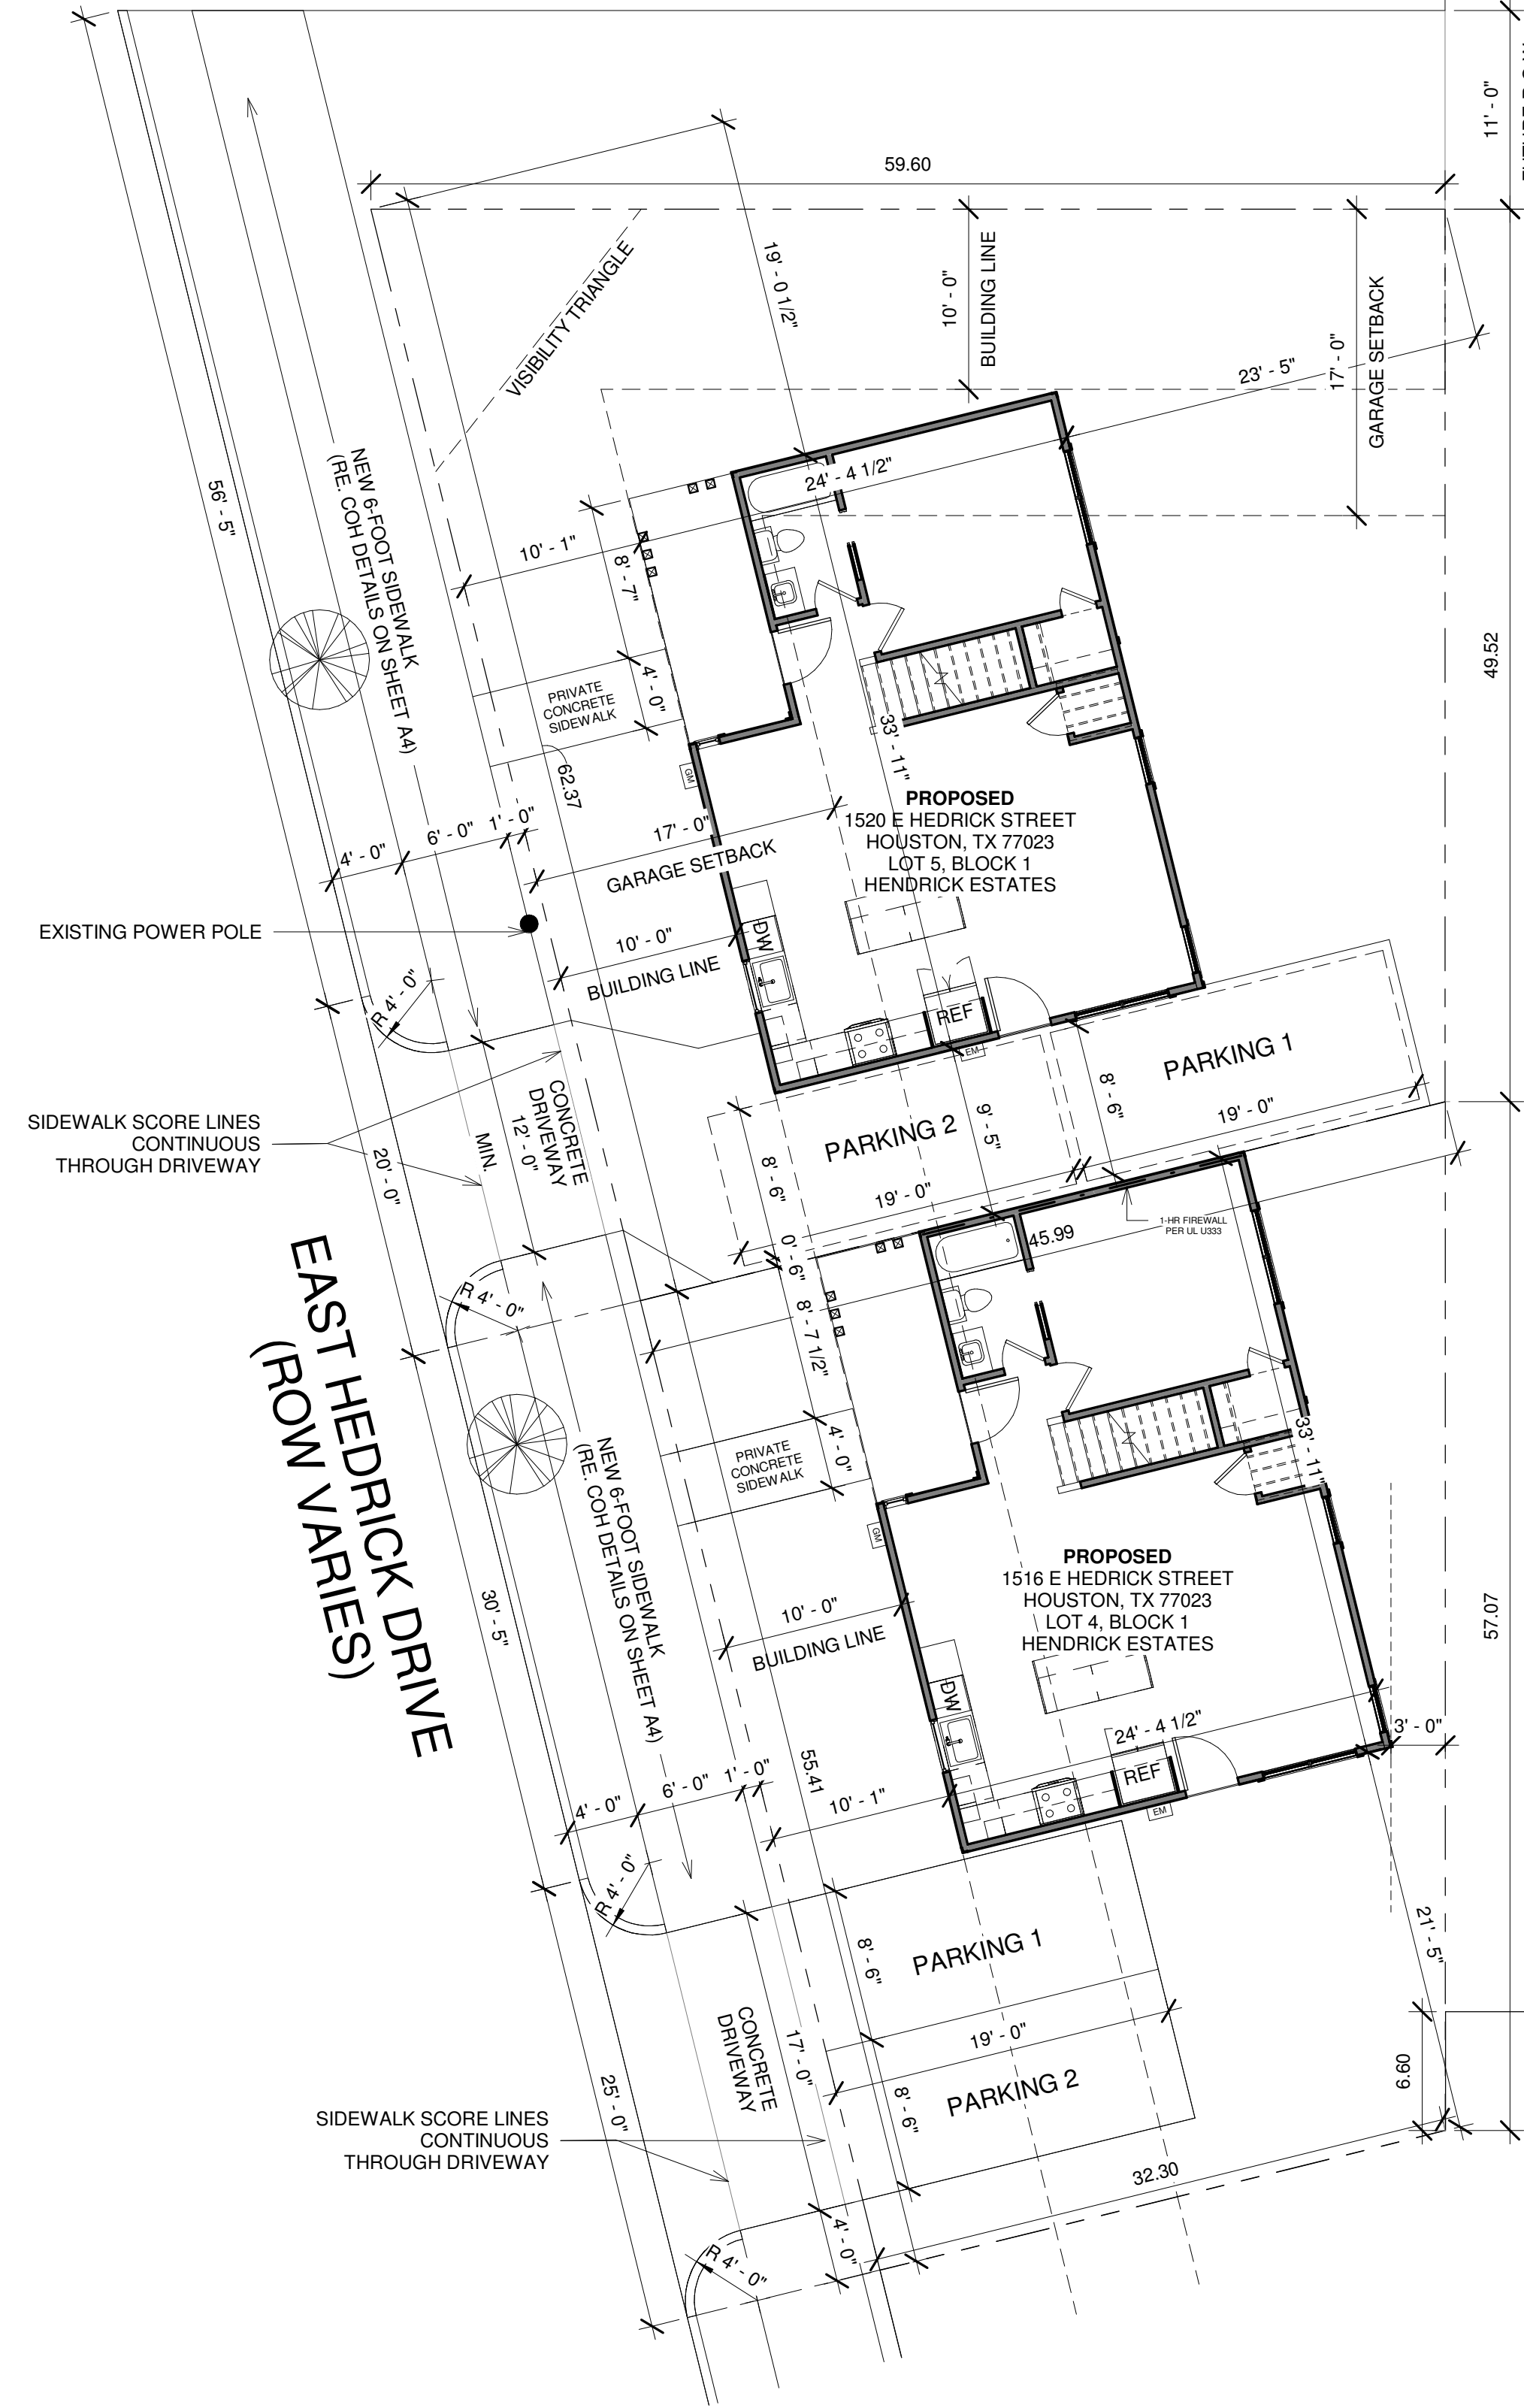 11' - 0"
59.60
VISIBILITY TRIANGLE
19' - 0 1/2"
10' - 0"
BUILDING LINE
17' - 0"
GARAGE SETBACK
23' - 5"
56' - 5"
NEW 6-FOOT SIDEWALK
(RE. COH DETAILS ON SHEET A4)
24' - 4 1/2"
10' - 1"
8' - 7"
4' - 0"
PRIVATE
CONCRETE
SIDEWALK
49.52
33' - 11"
GM
62.37
PROPOSED
1520 E HEDRICK STREET
HOUSTON, TX 77023
LOT 5, BLOCK 1
HENDRICK ESTATES
4' - 0"
6' - 0"
1' - 0"
17' - 0"
GARAGE SETBACK
EXISTING POWER POLE
10' - 0"
BUILDING LINE
DW
R 4' - 0"
REF
EM
PARKING 1
8' - 6"
19' - 0"
SIDEWALK SCORE LINES
CONTINUOUS
THROUGH DRIVEWAY
20' - 0"
MIN.
CONCRETE
DRIVEWAY
12' - 0"
PARKING 2
9' - 5"
8' - 6"
19' - 0"
0' - 6"
45.99
1-HR FIREWALL
PER UL U333
EAST HEDRICK DRIVE
(ROW VARIES)
R 4' - 0"
8' - 7 1/2"
4' - 0"
PRIVATE
CONCRETE
SIDEWALK
NEW 6-FOOT SIDEWALK
(RE. COH DETAILS ON SHEET A4)
33' - 11"
GM
30' - 5"
10' - 0"
BUILDING LINE
PROPOSED
1516 E HEDRICK STREET
HOUSTON, TX 77023
LOT 4, BLOCK 1
HENDRICK ESTATES
57.07
DW
24' - 4 1/2"
3' - 0"
REF
EM
55.41
10' - 1"
4' - 0"
6' - 0"
1' - 0"
R 4' - 0"
PARKING 1
8' - 6"
21' - 5"
CONCRETE
DRIVEWAY
17' - 0"
19' - 0"
PARKING 2
8' - 6"
6.60
25' - 0"
SIDEWALK SCORE LINES
CONTINUOUS
THROUGH DRIVEWAY
32.30
4' - 0"
R 4' - 0"